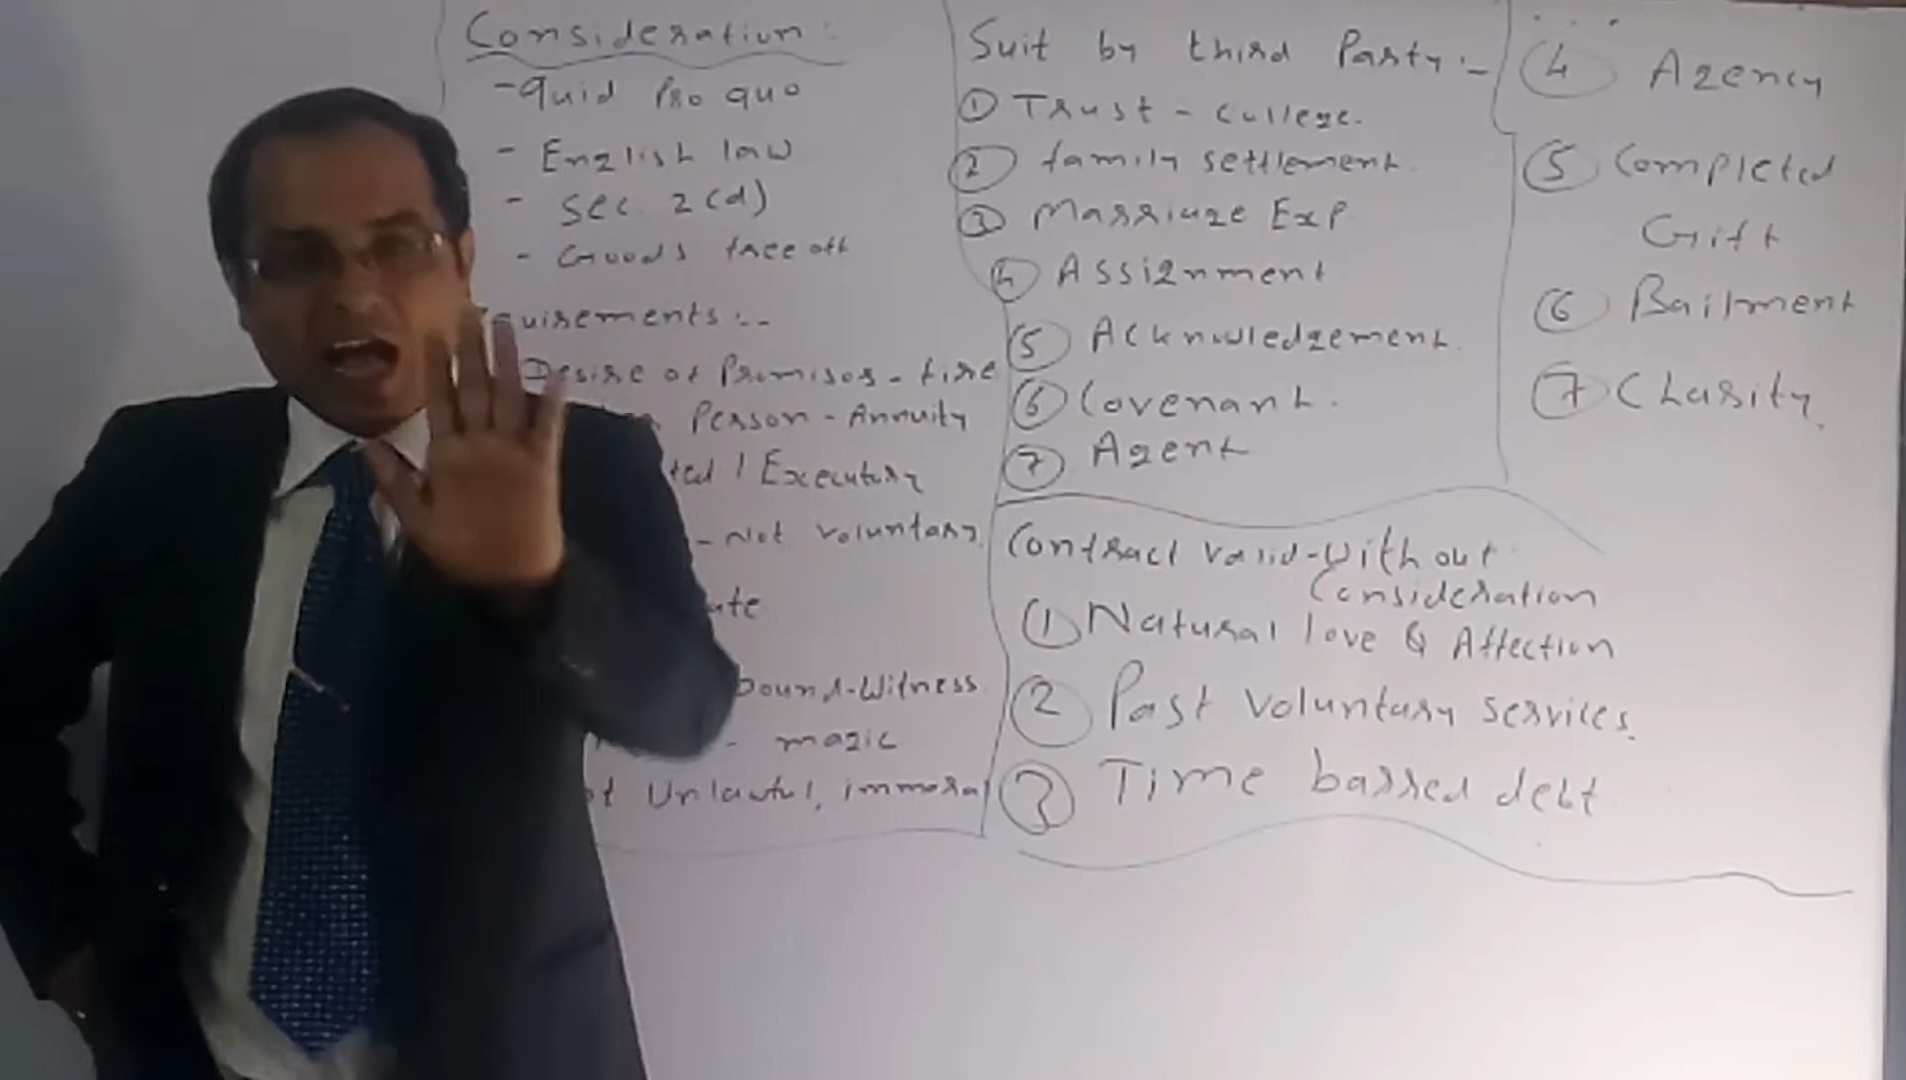 Consideration:
- quid pro quo
- English law
- Sec 2(d)
- Goods free off
uirements:-
Desire of Promisor - fire
Person - Annuity
ted / Executory
- Not voluntary
ate
bound - Witness
- magic
ot Unlawful, immoral
Suit by third Party:-
① Trust - College.
② family settlement.
③ Marriage Exp
④ Assignment
⑤ Acknowledgement.
⑥ Covenant.
⑦ Agent
Contract valid - Without
Consideration
① Natural love & Affection
② Past voluntary services.
③ Time barred debt
④ Agency
⑤ Completed
Gift
⑥ Bailment
⑦ Charity.